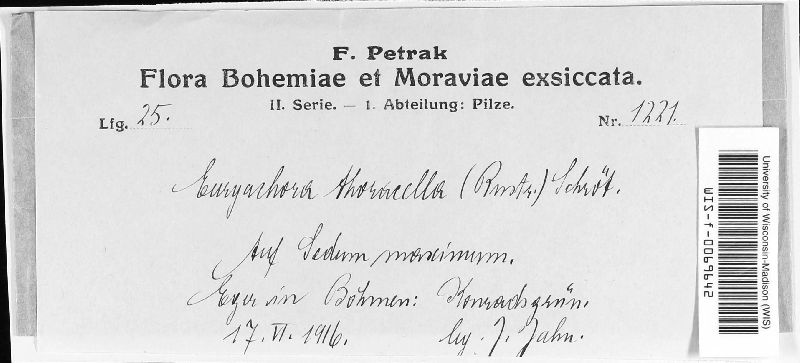 F. Petrak
Flora Bohemiae et Moraviae exsiccata.
II. Serie. — 1. Abteilung: Pilze.
Lfg. 25. Nr. 1221.
Euryachora thoracella (Rustr.) Schröt.
Auf Sedum maximum.
Eger in Böhmen: Konradsgrün.
17. VI. 1916. leg. J. Jahn.
University of Wisconsin-Madison (WIS)
WIS-f-0069642